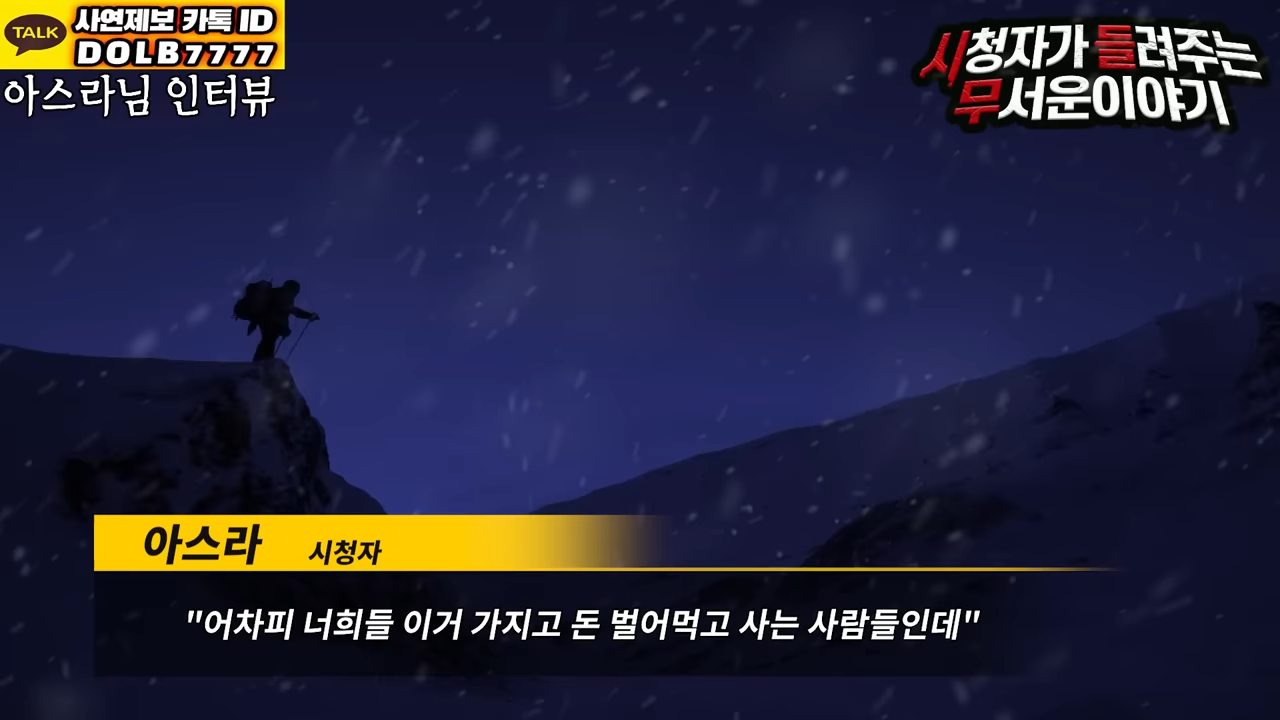 TALK
사연제보 카톡 ID
DOLB7777
아스라님 인터뷰
시청자가 들려주는
무서운이야기
아스라 시청자
"어차피 너희들 이거 가지고 돈 벌어먹고 사는 사람들인데"